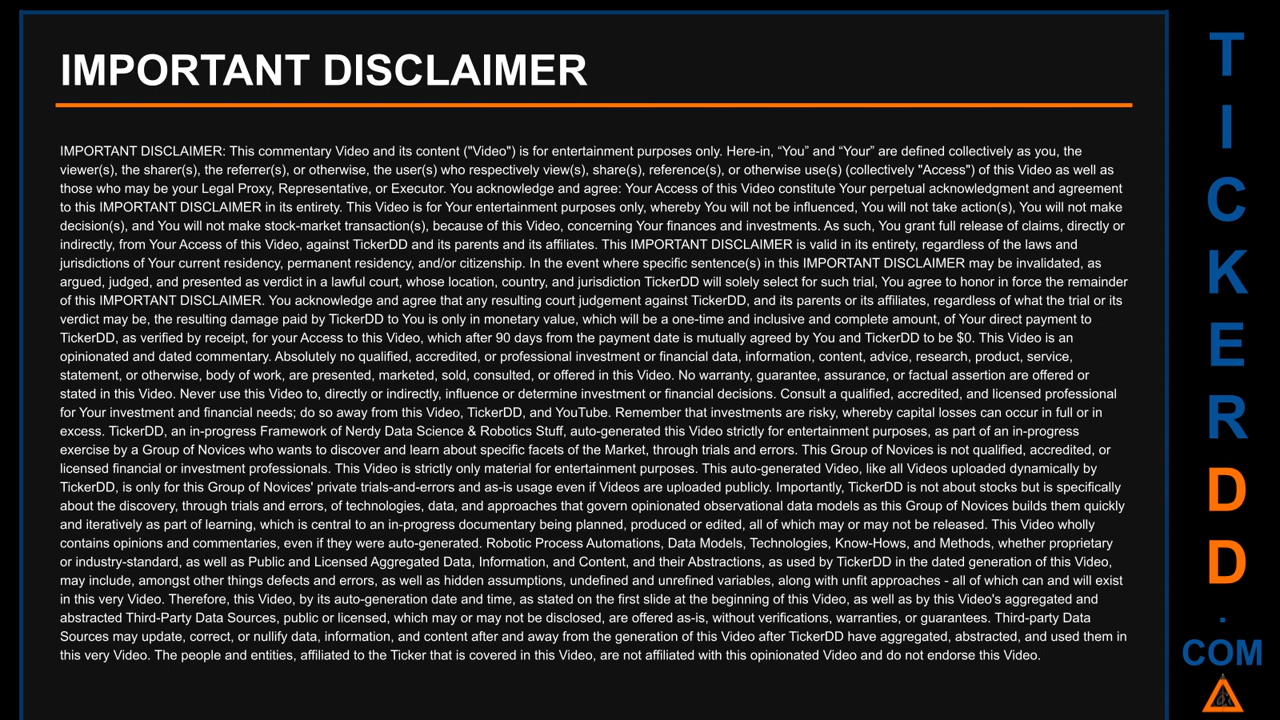 IMPORTANT DISCLAIMER
IMPORTANT DISCLAIMER: This commentary Video and its content ("Video") is for entertainment purposes only. Here-in, “You” and “Your” are defined collectively as you, the
viewer(s), the sharer(s), the referrer(s), or otherwise, the user(s) who respectively view(s), share(s), reference(s), or otherwise use(s) (collectively "Access") of this Video as well as
those who may be your Legal Proxy, Representative, or Executor. You acknowledge and agree: Your Access of this Video constitute Your perpetual acknowledgment and agreement
to this IMPORTANT DISCLAIMER in its entirety. This Video is for Your entertainment purposes only, whereby You will not be influenced, You will not take action(s), You will not make
decision(s), and You will not make stock-market transaction(s), because of this Video, concerning Your finances and investments. As such, You grant full release of claims, directly or
indirectly, from Your Access of this Video, against TickerDD and its parents and its affiliates. This IMPORTANT DISCLAIMER is valid in its entirety, regardless of the laws and
jurisdictions of Your current residency, permanent residency, and/or citizenship. In the event where specific sentence(s) in this IMPORTANT DISCLAIMER may be invalidated, as
argued, judged, and presented as verdict in a lawful court, whose location, country, and jurisdiction TickerDD will solely select for such trial, You agree to honor in force the remainder
of this IMPORTANT DISCLAIMER. You acknowledge and agree that any resulting court judgement against TickerDD, and its parents or its affiliates, regardless of what the trial or its
verdict may be, the resulting damage paid by TickerDD to You is only in monetary value, which will be a one-time and inclusive and complete amount, of Your direct payment to
TickerDD, as verified by receipt, for your Access to this Video, which after 90 days from the payment date is mutually agreed by You and TickerDD to be $0. This Video is an
opinionated and dated commentary. Absolutely no qualified, accredited, or professional investment or financial data, information, content, advice, research, product, service,
statement, or otherwise, body of work, are presented, marketed, sold, consulted, or offered in this Video. No warranty, guarantee, assurance, or factual assertion are offered or
stated in this Video. Never use this Video to, directly or indirectly, influence or determine investment or financial decisions. Consult a qualified, accredited, and licensed professional
for Your investment and financial needs; do so away from this Video, TickerDD, and YouTube. Remember that investments are risky, whereby capital losses can occur in full or in
excess. TickerDD, an in-progress Framework of Nerdy Data Science & Robotics Stuff, auto-generated this Video strictly for entertainment purposes, as part of an in-progress
exercise by a Group of Novices who wants to discover and learn about specific facets of the Market, through trials and errors. This Group of Novices is not qualified, accredited, or
licensed financial or investment professionals. This Video is strictly only material for entertainment purposes. This auto-generated Video, like all Videos uploaded dynamically by
TickerDD, is only for this Group of Novices' private trials-and-errors and as-is usage even if Videos are uploaded publicly. Importantly, TickerDD is not about stocks but is specifically
about the discovery, through trials and errors, of technologies, data, and approaches that govern opinionated observational data models as this Group of Novices builds them quickly
and iteratively as part of learning, which is central to an in-progress documentary being planned, produced or edited, all of which may or may not be released. This Video wholly
contains opinions and commentaries, even if they were auto-generated. Robotic Process Automations, Data Models, Technologies, Know-Hows, and Methods, whether proprietary
or industry-standard, as well as Public and Licensed Aggregated Data, Information, and Content, and their Abstractions, as used by TickerDD in the dated generation of this Video,
may include, amongst other things defects and errors, as well as hidden assumptions, undefined and unrefined variables, along with unfit approaches - all of which can and will exist
in this very Video. Therefore, this Video, by its auto-generation date and time, as stated on the first slide at the beginning of this Video, as well as by this Video's aggregated and
abstracted Third-Party Data Sources, public or licensed, which may or may not be disclosed, are offered as-is, without verifications, warranties, or guarantees. Third-party Data
Sources may update, correct, or nullify data, information, and content after and away from the generation of this Video after TickerDD have aggregated, abstracted, and used them in
this very Video. The people and entities, affiliated to the Ticker that is covered in this Video, are not affiliated with this opinionated Video and do not endorse this Video.
T
I
C
K
E
R
D
D
.
COM